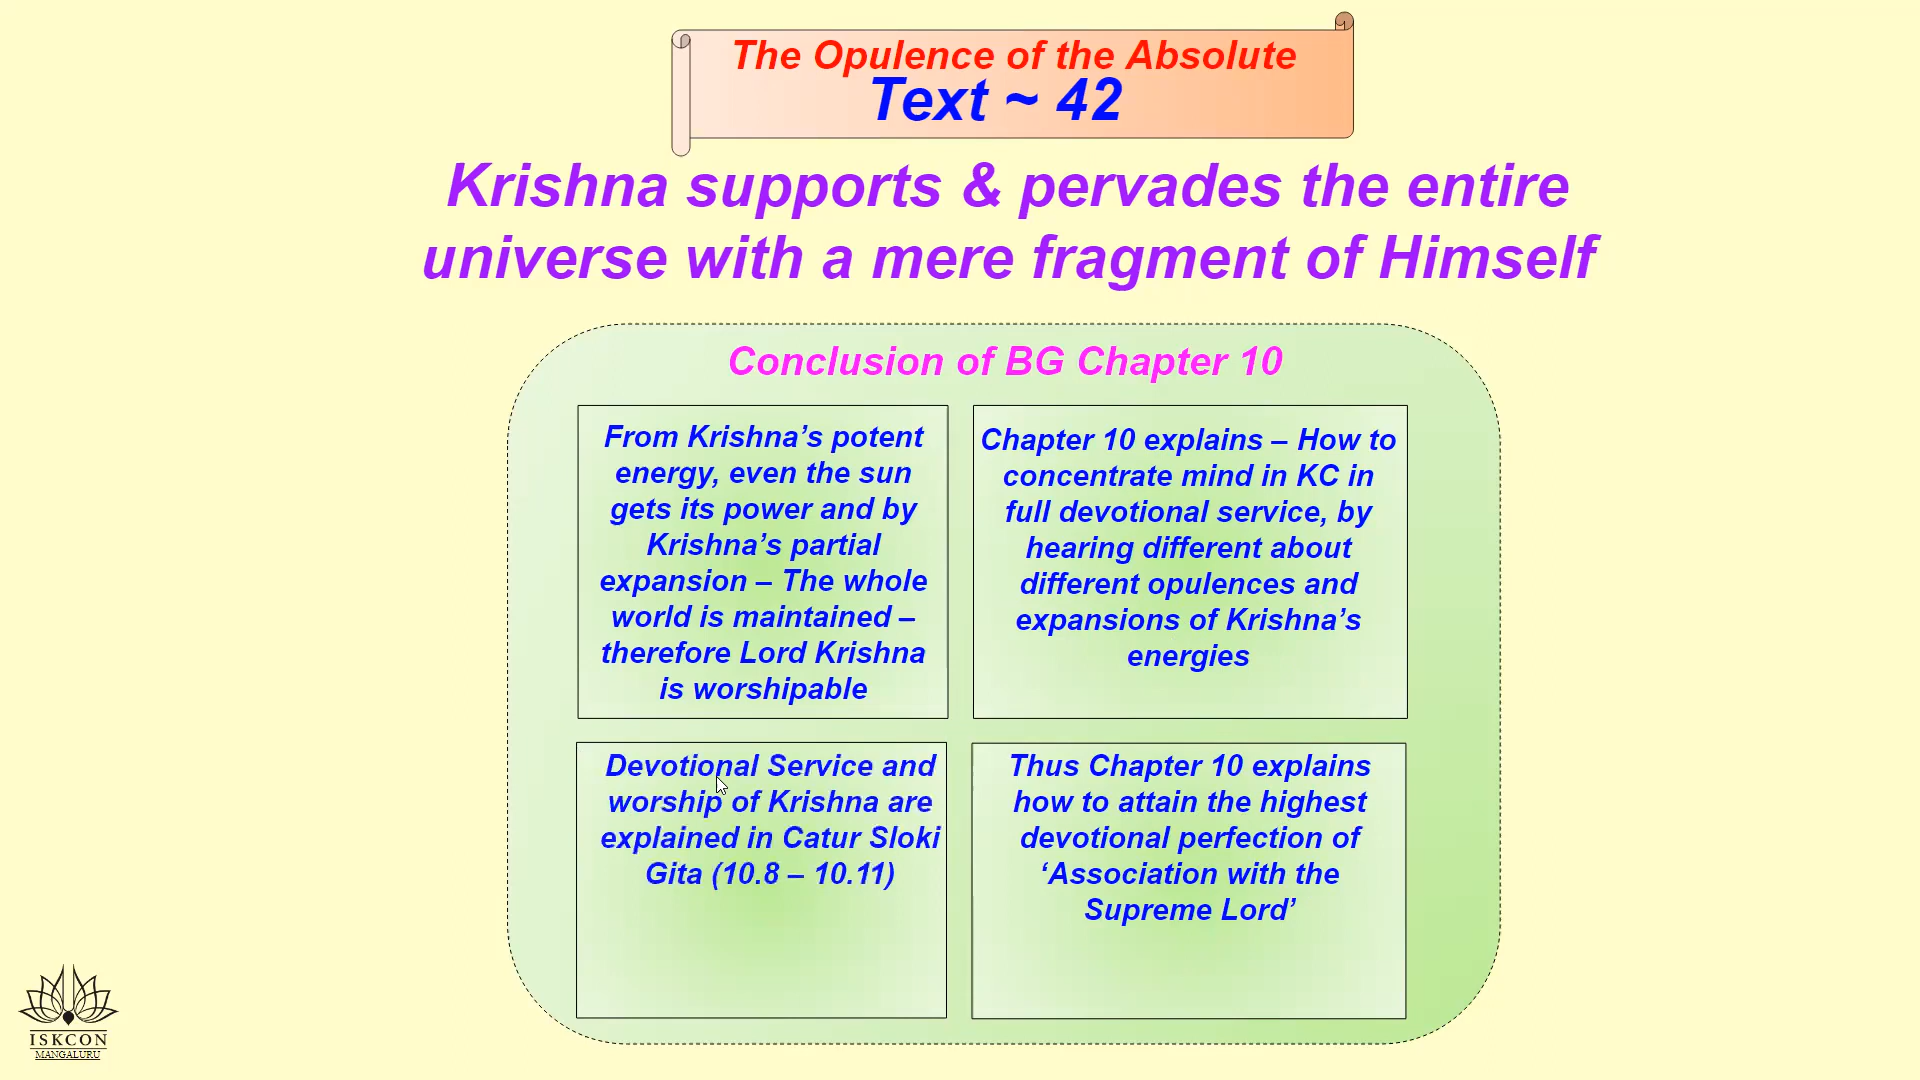 The Opulence of the Absolute
Text ~ 42
Krishna supports & pervades the entire
universe with a mere fragment of Himself
Conclusion of BG Chapter 10
From Krishna’s potent
energy, even the sun
gets its power and by
Krishna’s partial
expansion – The whole
world is maintained –
therefore Lord Krishna
is worshipable
Chapter 10 explains – How to
concentrate mind in KC in
full devotional service, by
hearing different about
different opulences and
expansions of Krishna’s
energies
Devotional Service and
worship of Krishna are
explained in Catur Sloki
Gita (10.8 – 10.11)
Thus Chapter 10 explains
how to attain the highest
devotional perfection of
‘Association with the
Supreme Lord’
ISKCON
MANGALURU